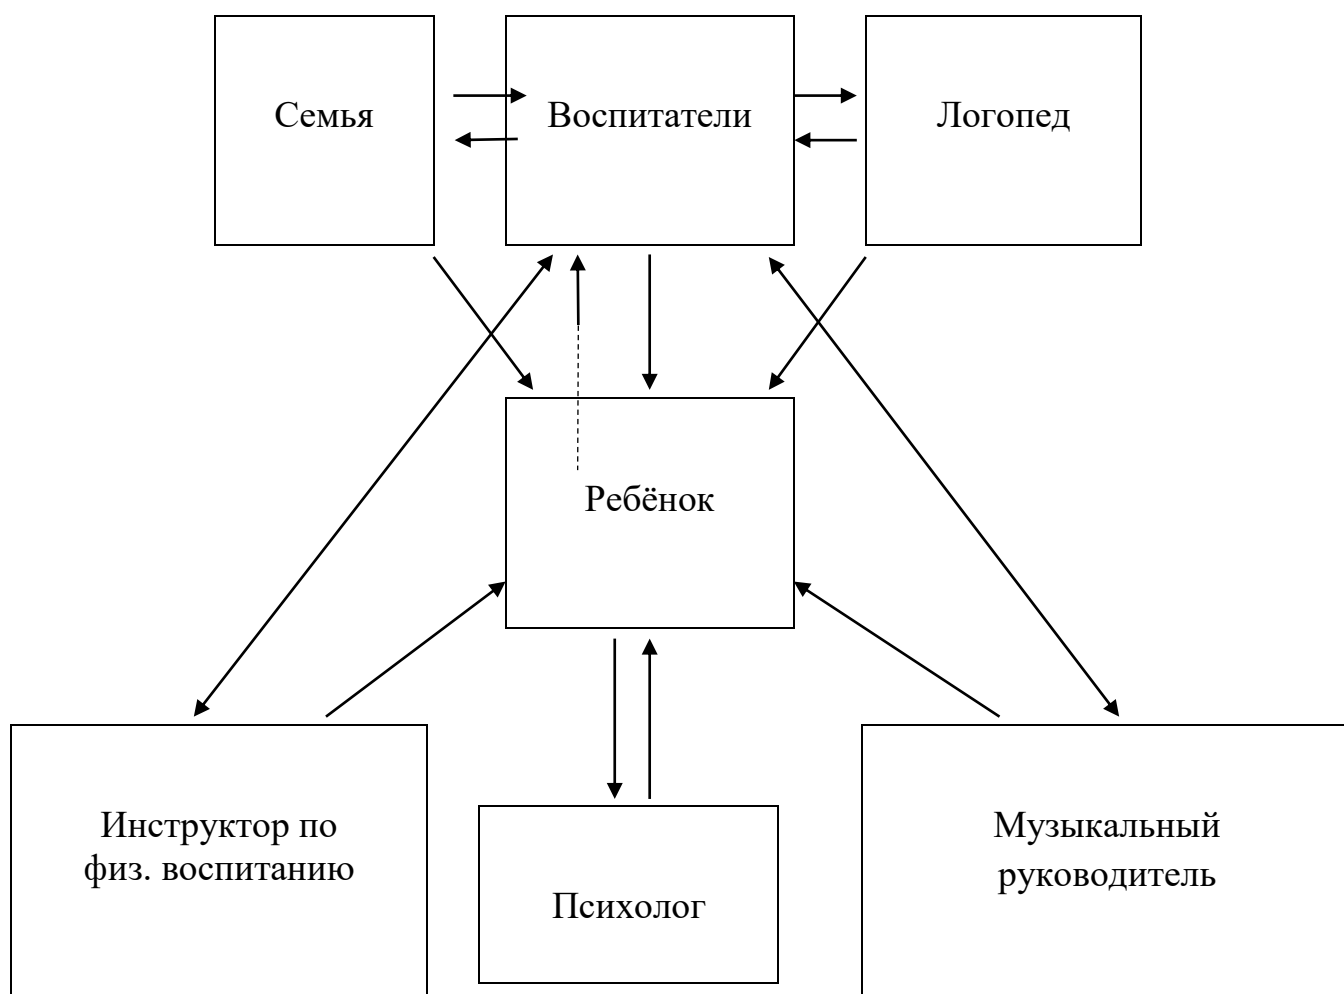 Семья
Воспитатели
Логопед
Ребёнок
Инструктор по
физ. воспитанию
Психолог
Музыкальный
руководитель